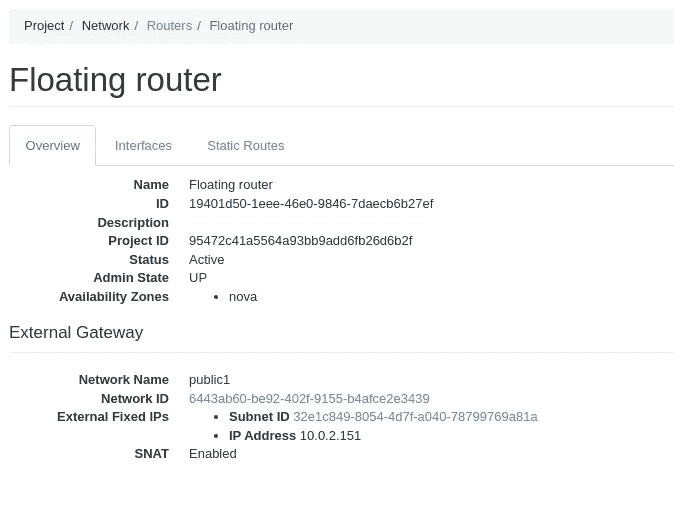 Project / Network / Routers / Floating router
Floating router
Overview Interfaces Static Routes
Name Floating router
ID 19401d50-1eee-46e0-9846-7daecb6b27ef
Description
Project ID 95472c41a5564a93bb9add6fb26d6b2f
Status Active
Admin State UP
Availability Zones • nova
External Gateway
Network Name public1
Network ID 6443ab60-be92-402f-9155-b4afce2e3439
External Fixed IPs • Subnet ID 32e1c849-8054-4d7f-a040-78799769a81a
• IP Address 10.0.2.151
SNAT Enabled